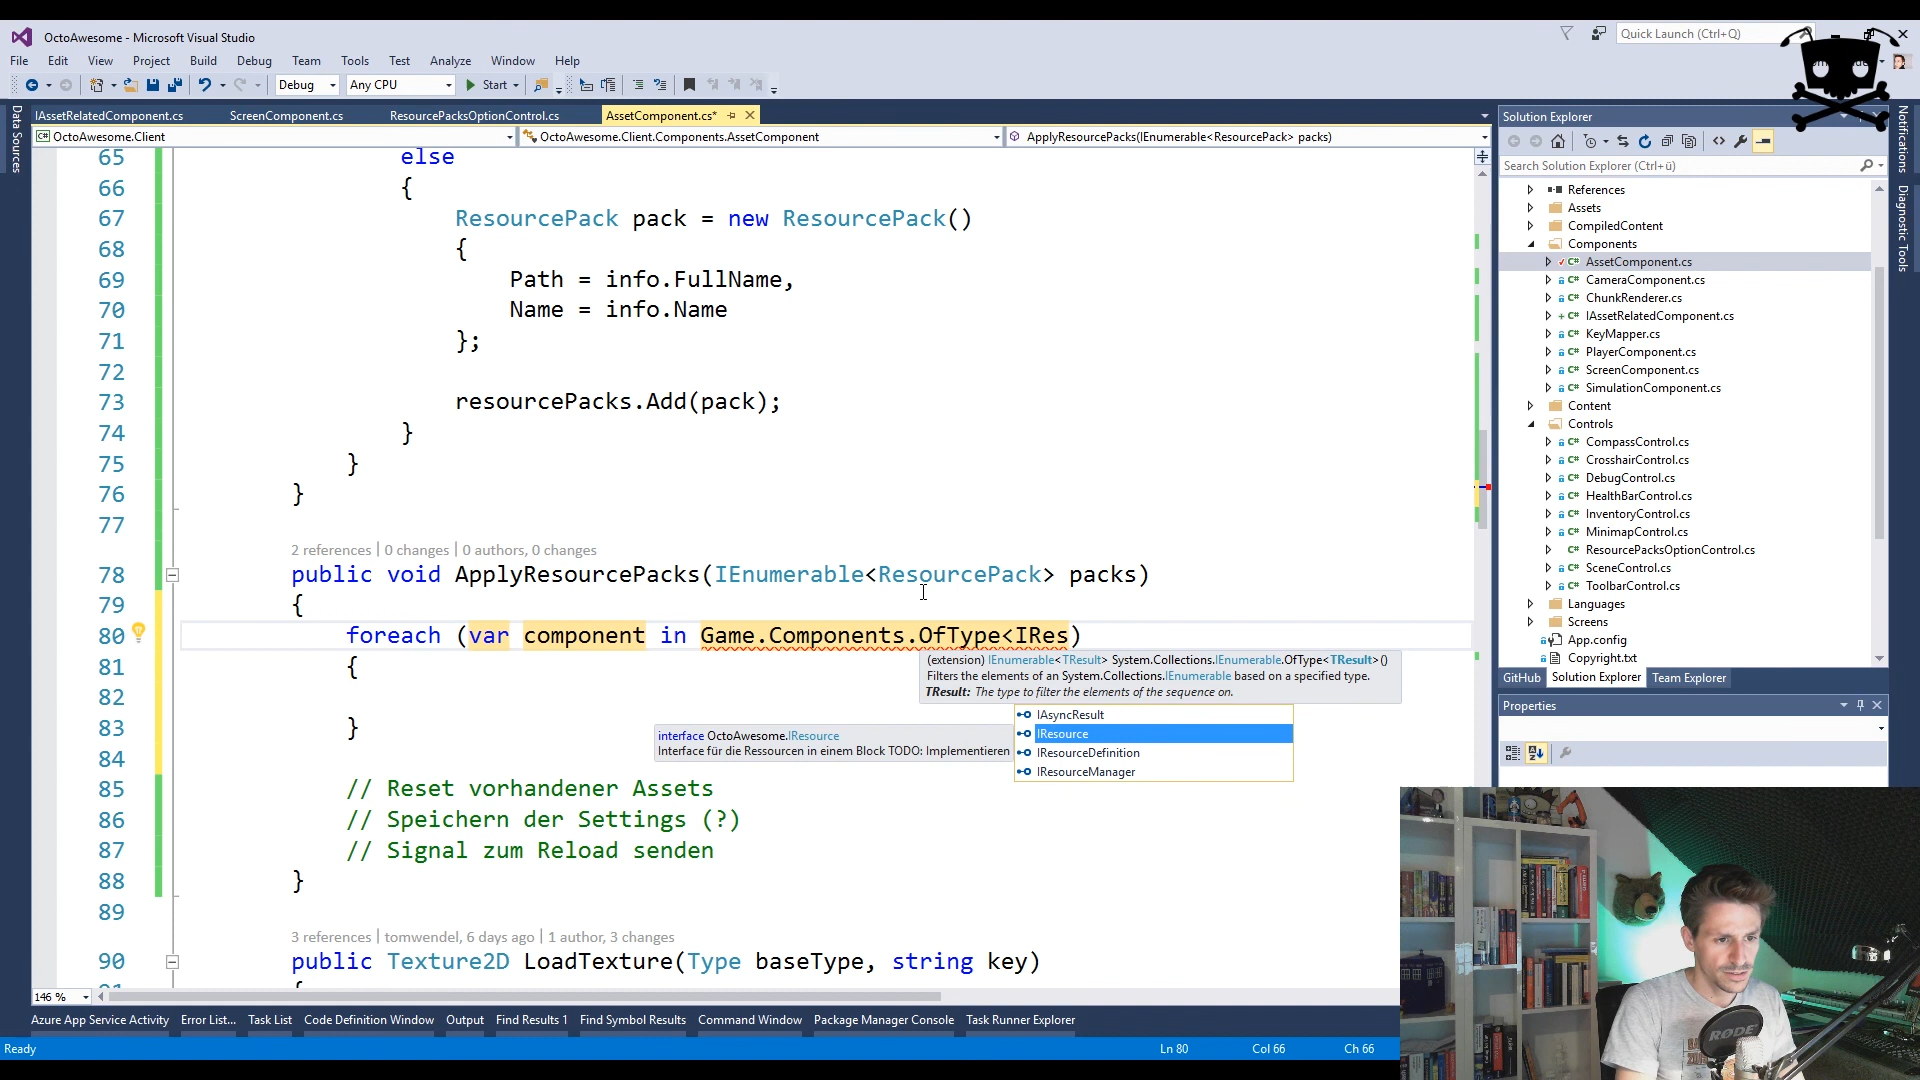 OctoAwesome - Microsoft Visual Studio
Quick Launch (Ctrl+Q)
File Edit View Project Build Debug Team Tools Test Analyze Window Help
Debug Any CPU Start
IAssetRelatedComponent.cs ScreenComponent.cs ResourcePacksOptionControl.cs AssetComponent.cs*
OctoAwesome.Client OctoAwesome.Client.Components.AssetComponent ApplyResourcePacks(IEnumerable<ResourcePack> packs)
Data Sources
65 else
66 {
67 ResourcePack pack = new ResourcePack()
68 {
69 Path = info.FullName,
70 Name = info.Name
71 };
72
73 resourcePacks.Add(pack);
74 }
75 }
76 }
77
2 references | 0 changes | 0 authors, 0 changes
78 public void ApplyResourcePacks(IEnumerable<ResourcePack> packs)
79 {
80 foreach (var component in Game.Components.OfType<IRes)
81 {
82
83 }
84
85 // Reset vorhandener Assets
86 // Speichern der Settings (?)
87 // Signal zum Reload senden
88 }
89
3 references | tomwendel, 6 days ago | 1 author, 3 changes
90 public Texture2D LoadTexture(Type baseType, string key)
(extension) IEnumerable<TResult> System.Collections.IEnumerable.OfType<TResult>()
Filters the elements of an System.Collections.IEnumerable based on a specified type.
TResult: The type to filter the elements of the sequence on.
IAsyncResult
IResource
IResourceDefinition
IResourceManager
interface OctoAwesome.IResource
Interface für die Ressourcen in einem Block TODO: Implementieren
146 %
Solution Explorer
Search Solution Explorer (Ctrl+ü)
References
Assets
CompiledContent
Components
AssetComponent.cs
CameraComponent.cs
ChunkRenderer.cs
IAssetRelatedComponent.cs
KeyMapper.cs
PlayerComponent.cs
ScreenComponent.cs
SimulationComponent.cs
Content
Controls
CompassControl.cs
CrosshairControl.cs
DebugControl.cs
HealthBarControl.cs
InventoryControl.cs
MinimapControl.cs
ResourcePacksOptionControl.cs
SceneControl.cs
ToolbarControl.cs
Languages
Screens
App.config
Copyright.txt
GitHub Solution Explorer Team Explorer
Properties
Notifications
Diagnostic Tools
Azure App Service Activity Error List... Task List Code Definition Window Output Find Results 1 Find Symbol Results Command Window Package Manager Console Task Runner Explorer
Ready Ln 80 Col 66 Ch 66
RØDE